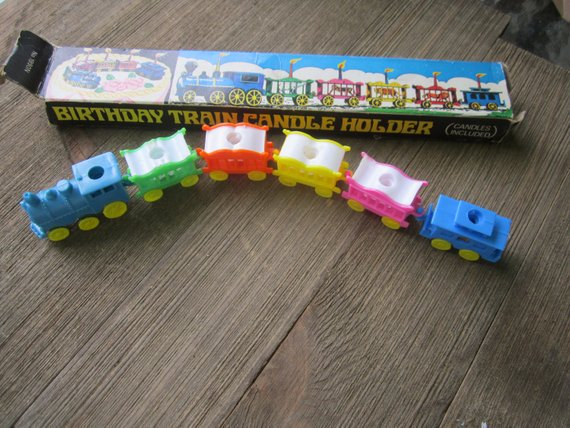 BIRTHDAY TRAIN CANDLE HOLDER
(CANDLES
INCLUDED)